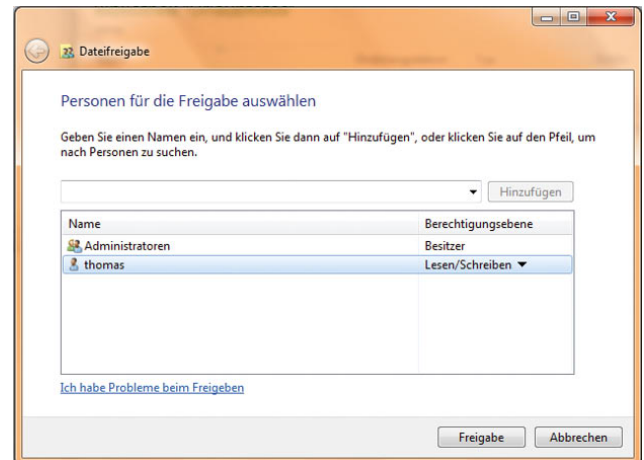 Dateifreigabe
Personen für die Freigabe auswählen
Geben Sie einen Namen ein, und klicken Sie dann auf "Hinzufügen", oder klicken Sie auf den Pfeil, um
nach Personen zu suchen.
Hinzufügen
Name Berechtigungsebene
Administratoren Besitzer
thomas Lesen/Schreiben
Ich habe Probleme beim Freigeben
Freigabe Abbrechen